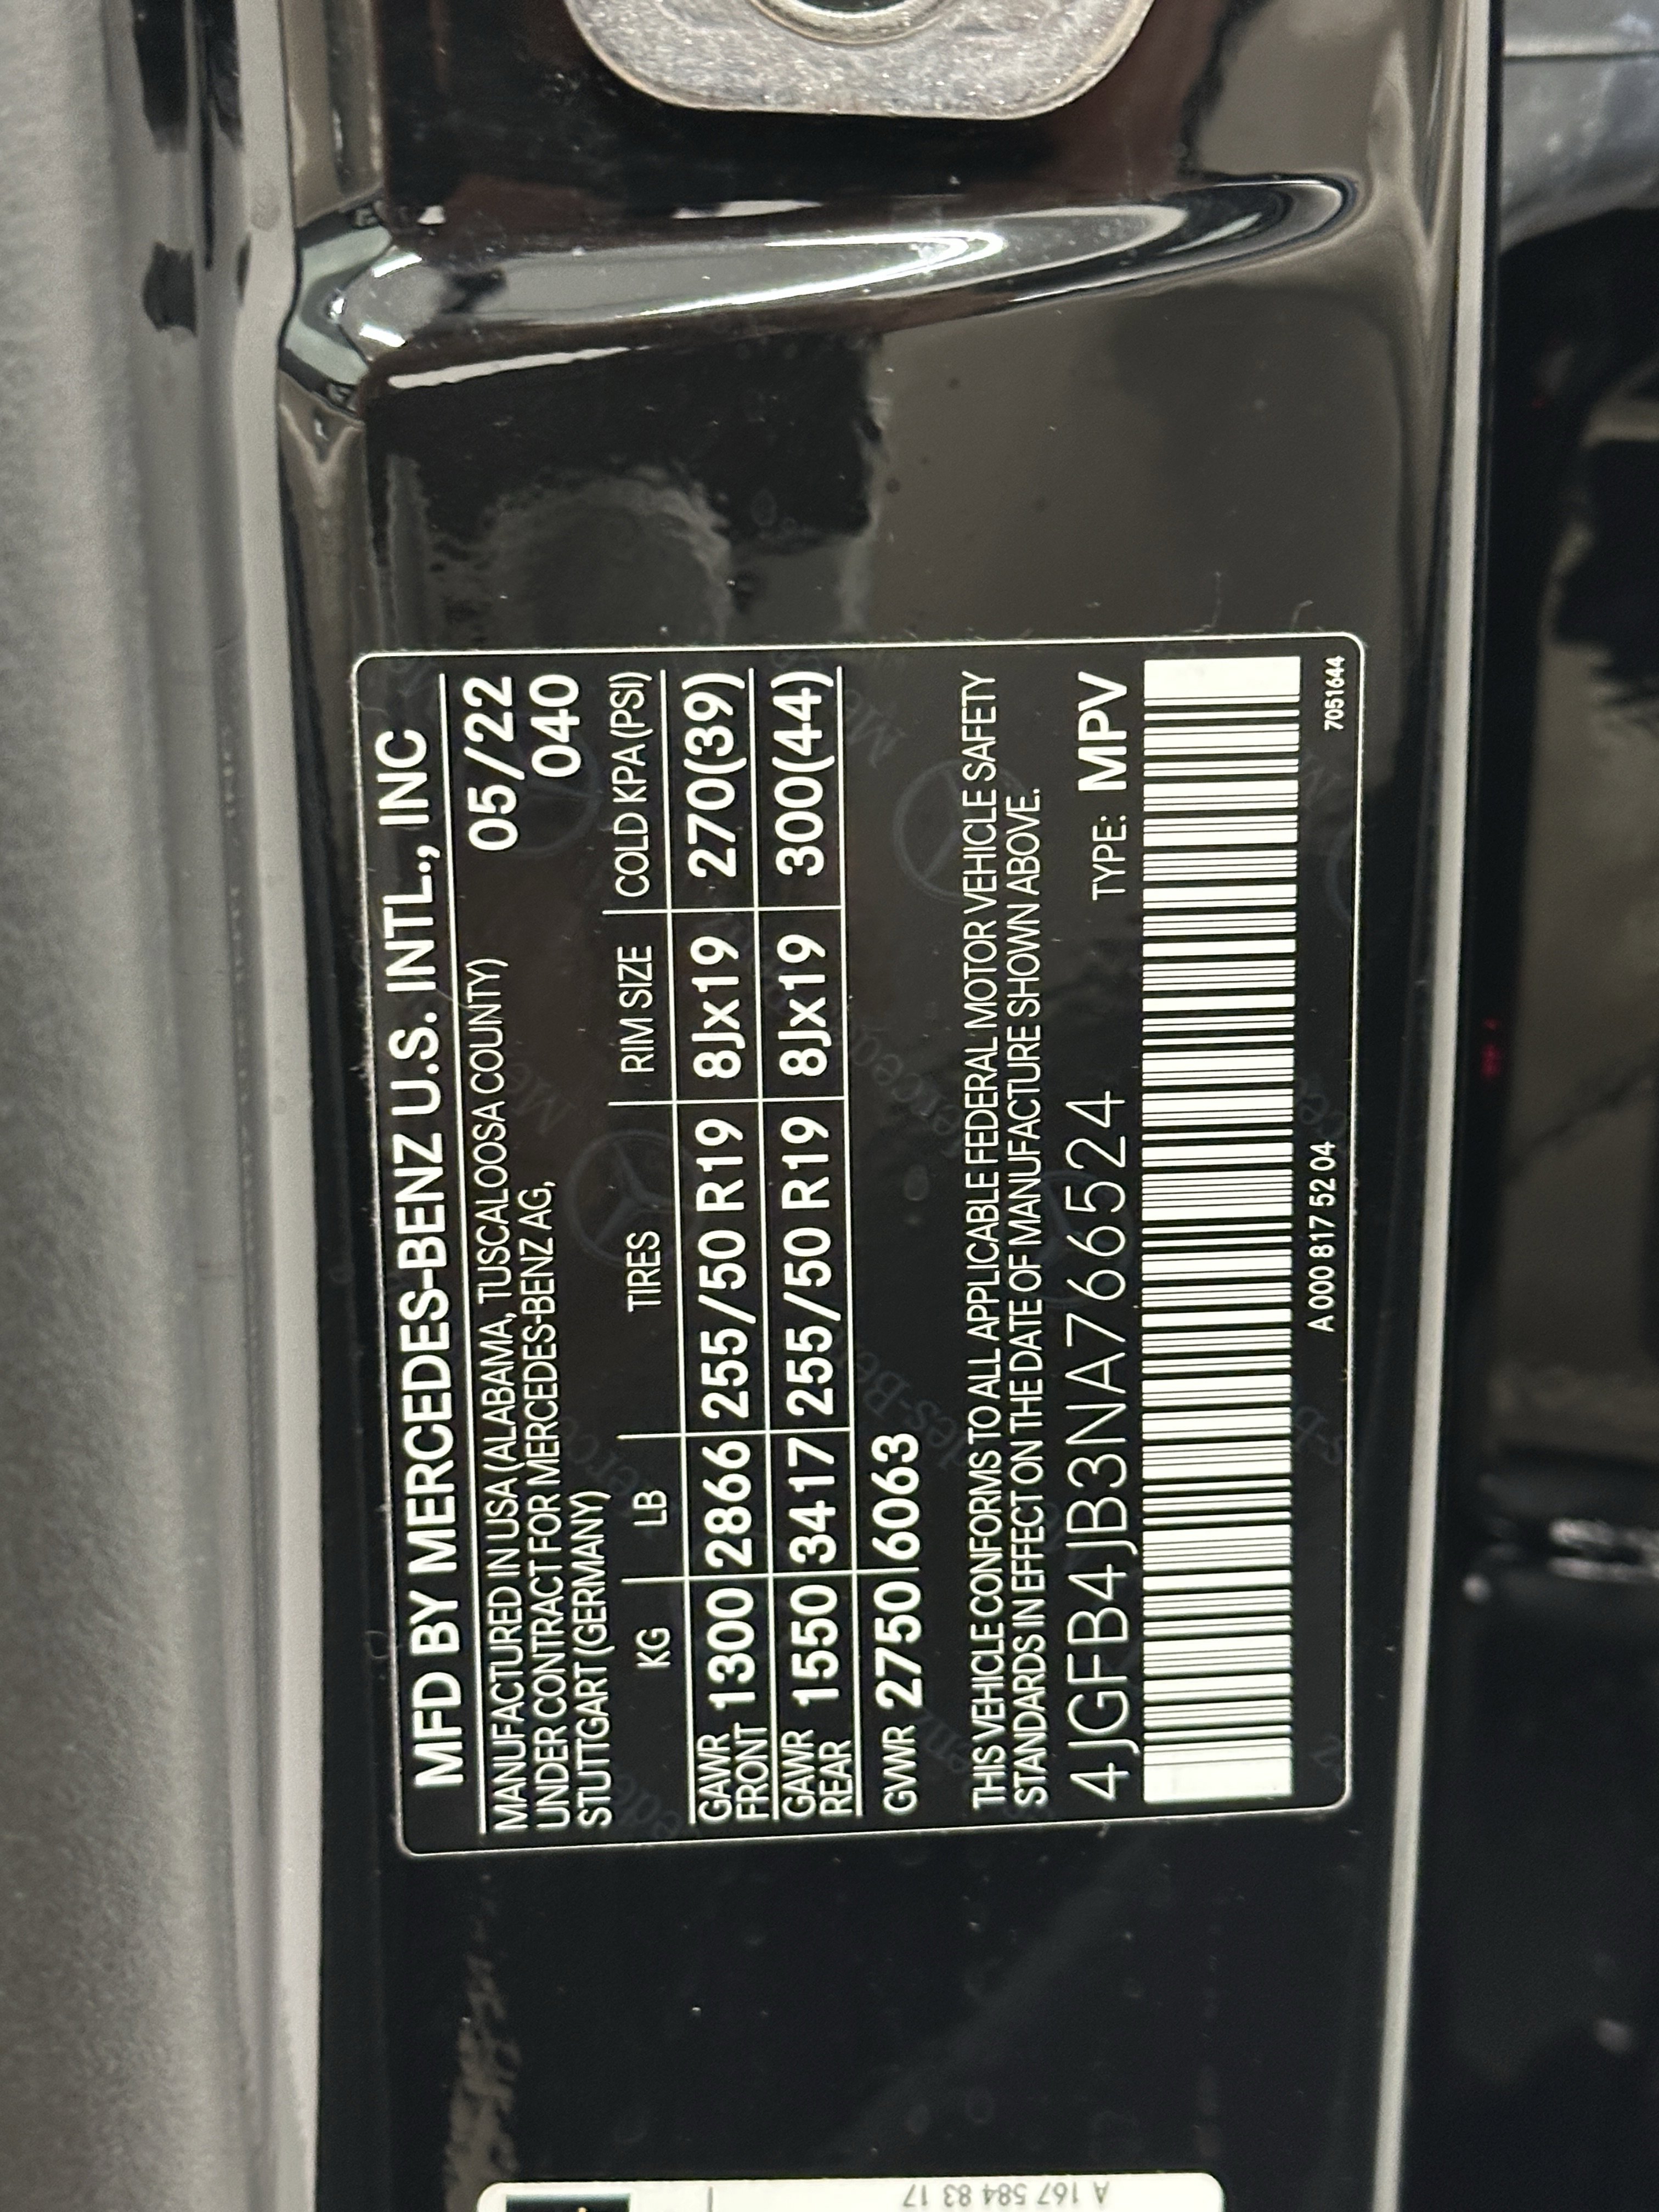 MFD BY MERCEDES-BENZ U.S. INTL., INC
MANUFACTURED IN USA (ALABAMA, TUSCALOOSA COUNTY) 05/22
UNDER CONTRACT FOR MERCEDES-BENZ AG, 040
STUTTGART (GERMANY)
KG LB TIRES RIM SIZE COLD KPA (PSI)
GAWR FRONT 1300 2866 255/50 R19 8Jx19 270(39)
GAWR REAR 1550 3417 255/50 R19 8Jx19 300(44)
GVWR 2750 6063
THIS VEHICLE CONFORMS TO ALL APPLICABLE FEDERAL MOTOR VEHICLE SAFETY
STANDARDS IN EFFECT ON THE DATE OF MANUFACTURE SHOWN ABOVE.
4JGFB4JB3NA766524 TYPE: MPV
A 000 817 52 04 7051644
A 167 584 83 17